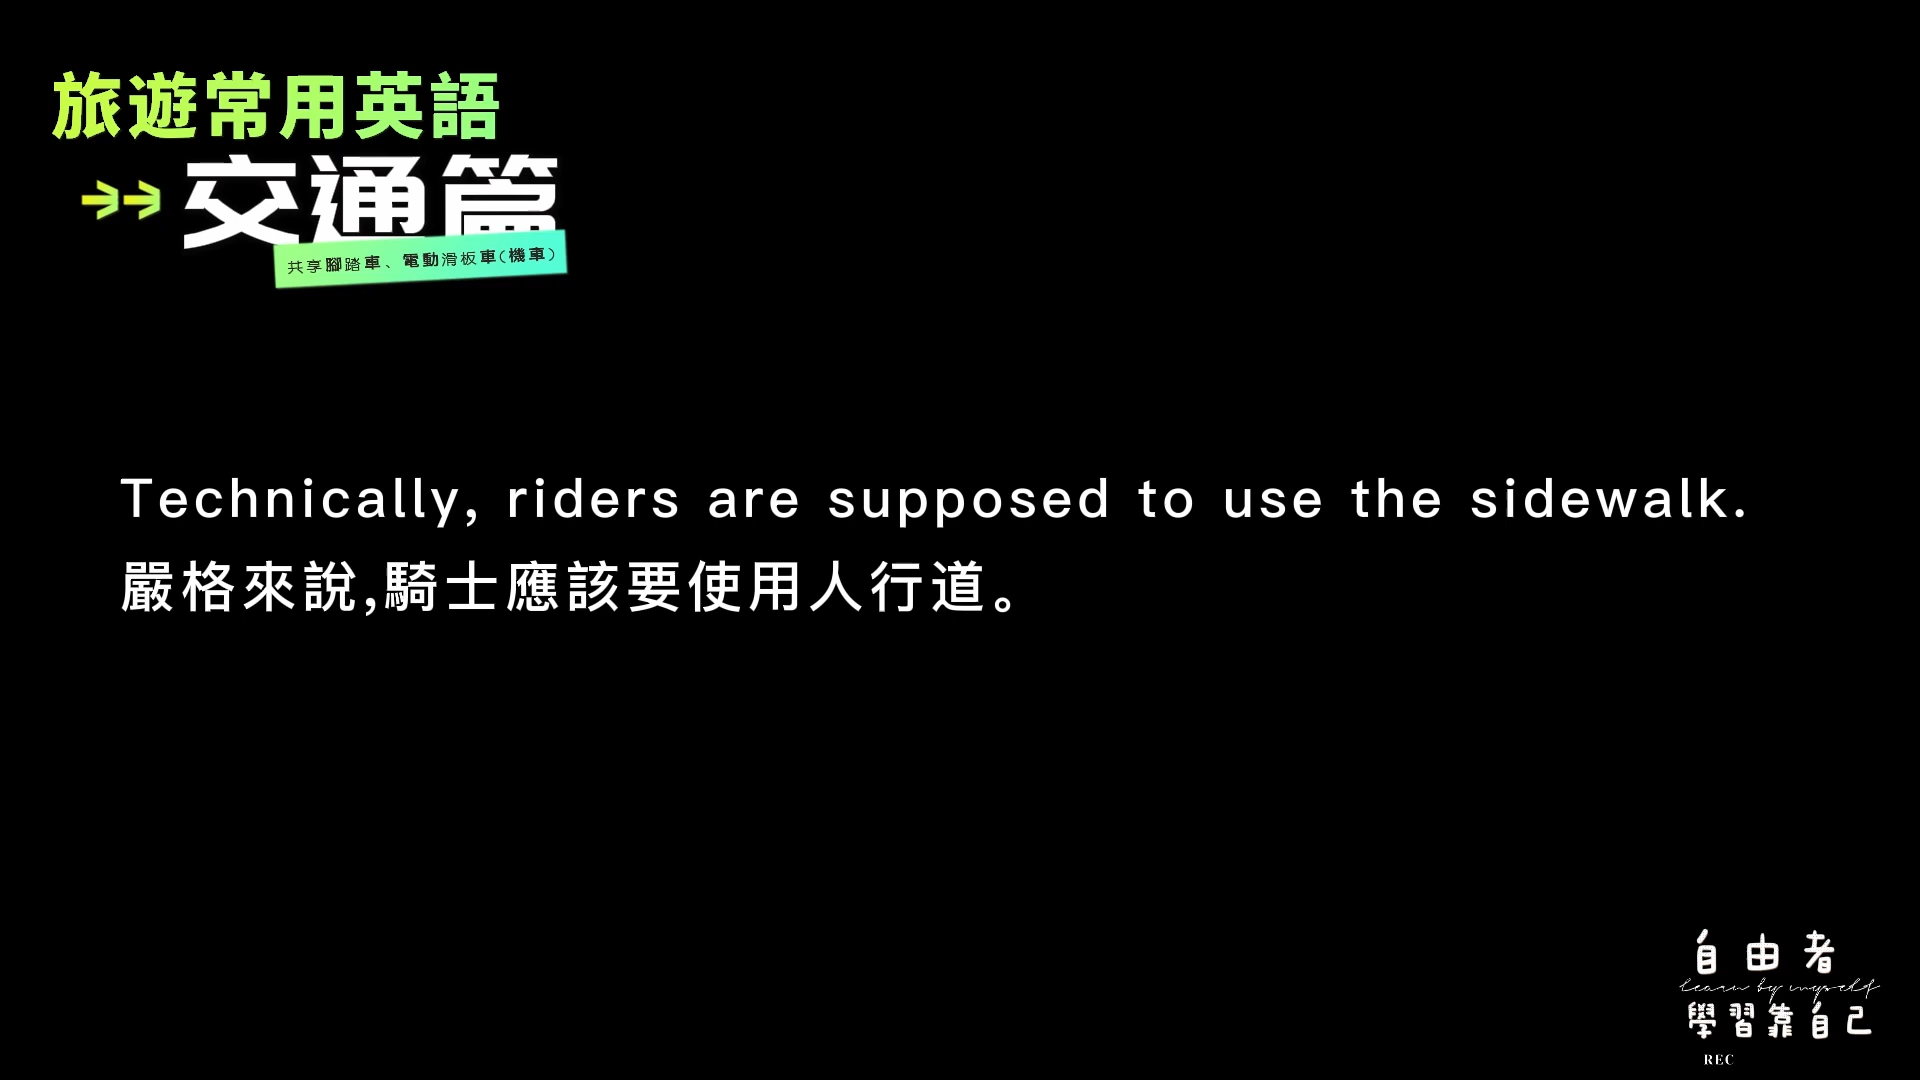 旅遊常用英語
交通篇
共享腳踏車、電動滑板車(機車)
Technically, riders are supposed to use the sidewalk.
嚴格來說,騎士應該要使用人行道。
自由者
learn by myself
學習靠自己
REC